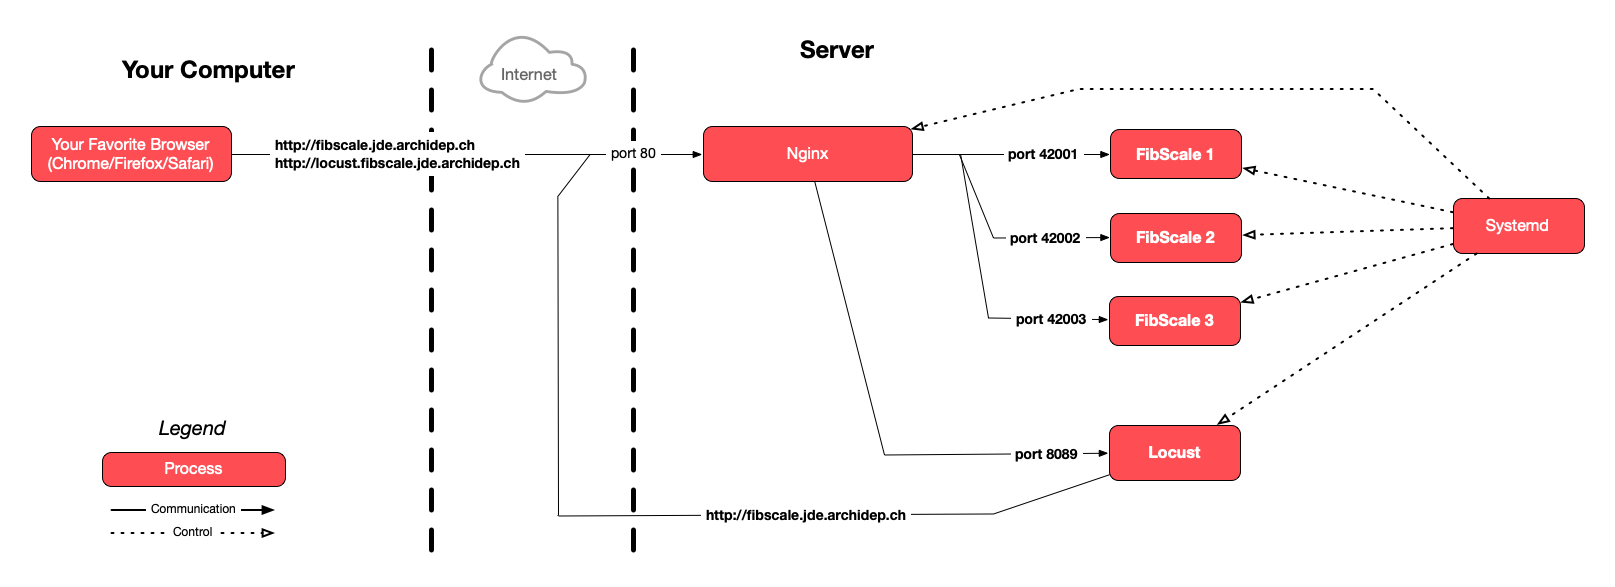 Your Computer
Internet
Server
Your Favorite Browser
(Chrome/Firefox/Safari)
http://fibscale.jde.archidep.ch
http://locust.fibscale.jde.archidep.ch
port 80
Nginx
port 42001
FibScale 1
port 42002
FibScale 2
Systemd
port 42003
FibScale 3
port 8089
Locust
http://fibscale.jde.archidep.ch
Legend
Process
Communication
Control